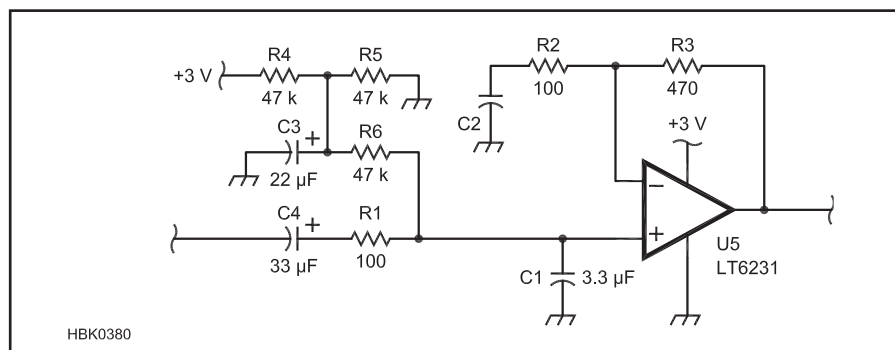 R4
R5
R2
R3
+3 V
47 k
47 k
100
470
C3
+
R6
C2
+3 V
22 µF
47 k
−
C4
+
R1
+
U5
33 µF
100
C1
3.3 µF
LT6231
HBK0380